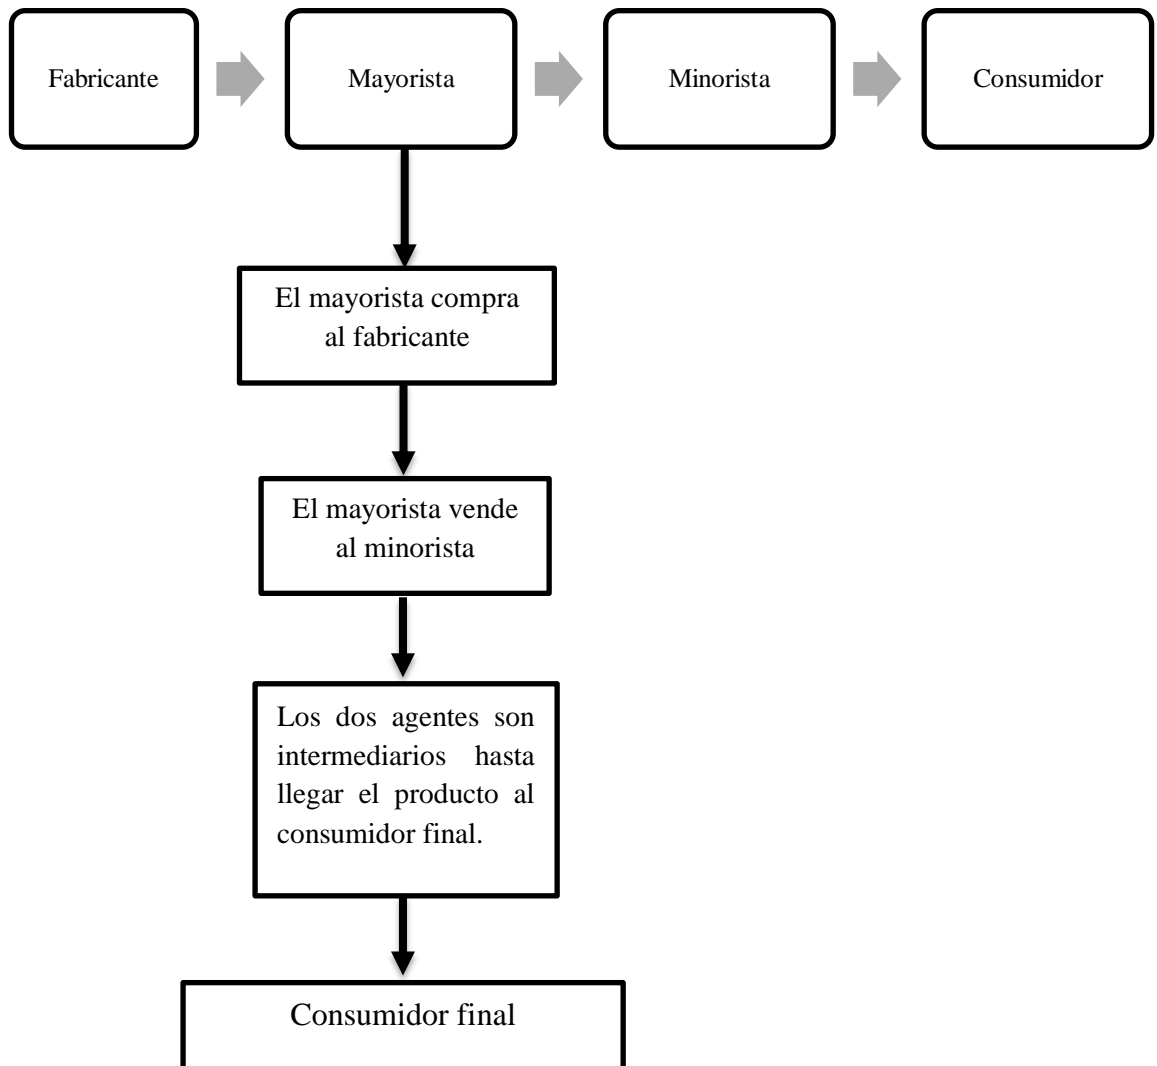 Fabricante
Mayorista
Minorista
Consumidor
El mayorista compra
al fabricante
El mayorista vende
al minorista
Los dos agentes son
intermediarios hasta
llegar el producto al
consumidor final.
Consumidor final